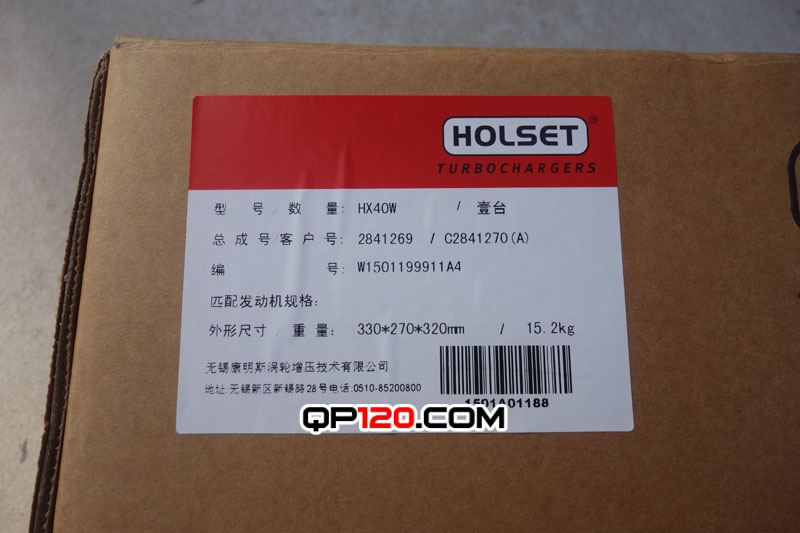 HOLSET®
TURBOCHARGERS
型 号/数 量: HX40W / 壹台
总成号/客户号: 2841269 / C2841270(A)
编 号: W1501199911A4
匹配发动机规格:
外形尺寸/重量: 330*270*320mm / 15.2kg
无锡康明斯涡轮增压技术有限公司
地址:无锡新区新锡路28号电话:0510-85200800
1501A01188
QP120.COM